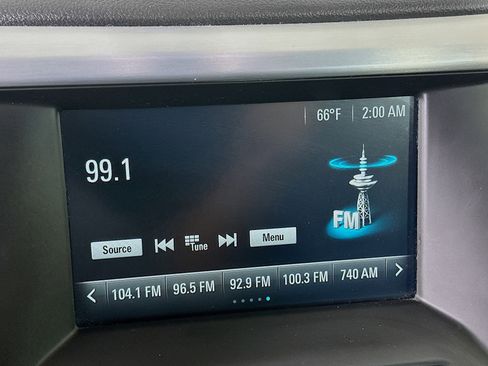 66°F 2:00 AM
99.1
FM
Source Tune Menu
104.1 FM 96.5 FM 92.9 FM 100.3 FM 740 AM